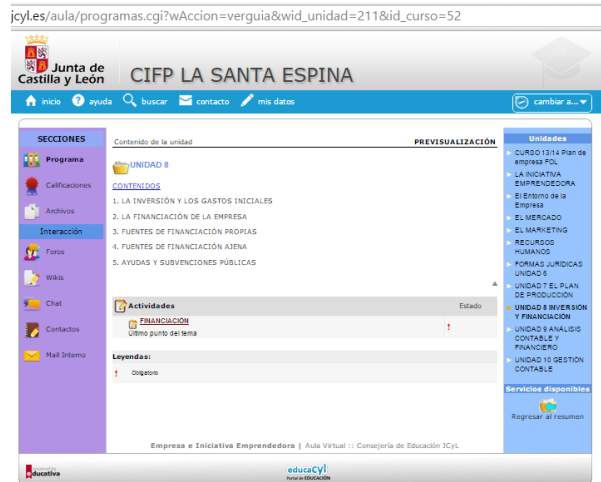 jcyl.es/aula/programas.cgi?wAccion=verguia&wid_unidad=211&id_curso=52
Junta de
Castilla y León
CIFP LA SANTA ESPINA
inicio
ayuda
buscar
contacto
mis datos
cambiar a...
SECCIONES
Programa
Calificaciones
Archivos
Interacción
Foros
Wikis
Chat
Contactos
Mail Interno
Contenido de la unidad
PREVISUALIZACIÓN
UNIDAD 8
CONTENIDOS
1. LA INVERSIÓN Y LOS GASTOS INICIALES
2. LA FINANCIACIÓN DE LA EMPRESA
3. FUENTES DE FINANCIACIÓN PROPIAS
4. FUENTES DE FINANCIACIÓN AJENA
5. AYUDAS Y SUBVENCIONES PÚBLICAS
Actividades
Estado
FINANCIACIÓN
Último punto del tema
!
Leyendas:
! Obligatorio
Unidades
CURSO 13/14 Plan de
empresa FOL
LA INICIATIVA
EMPRENDEDORA
El Entorno de la
Empresa
EL MERCADO
EL MARKETING
RECURSOS
HUMANOS
FORMAS JURÍDICAS
UNIDAD 6
UNIDAD 7 EL PLAN
DE PRODUCCIÓN
UNIDAD 8 INVERSIÓN
Y FINANCIACIÓN
UNIDAD 9 ANÁLISIS
CONTABLE Y
FINANCIERO
UNIDAD 10 GESTIÓN
CONTABLE
Servicios disponibles
Regresar al resumen
Empresa e Iniciativa Emprendedora | Aula Virtual :: Consejería de Educación JCyL
educativa
educaCyl
Portal de EDUCACIÓN